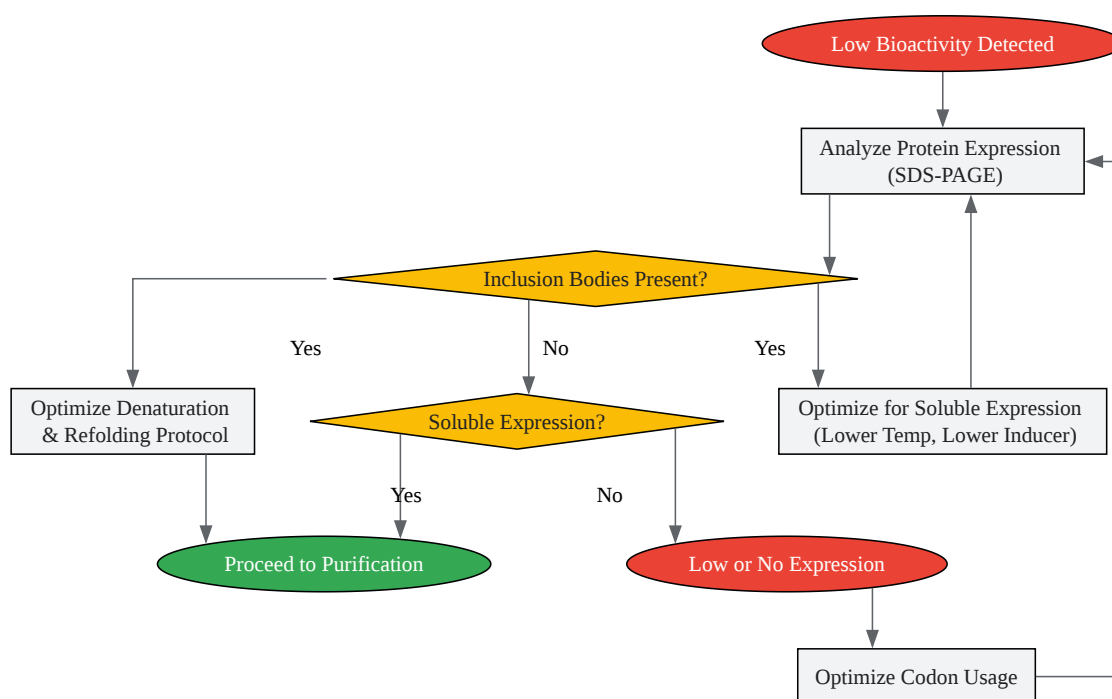 Low Bioactivity Detected
Analyze Protein Expression
(SDS-PAGE)
Inclusion Bodies Present?
Yes
No
Yes
Optimize Denaturation
& Refolding Protocol
Soluble Expression?
Optimize for Soluble Expression
(Lower Temp, Lower Inducer)
Yes
No
Proceed to Purification
Low or No Expression
Optimize Codon Usage